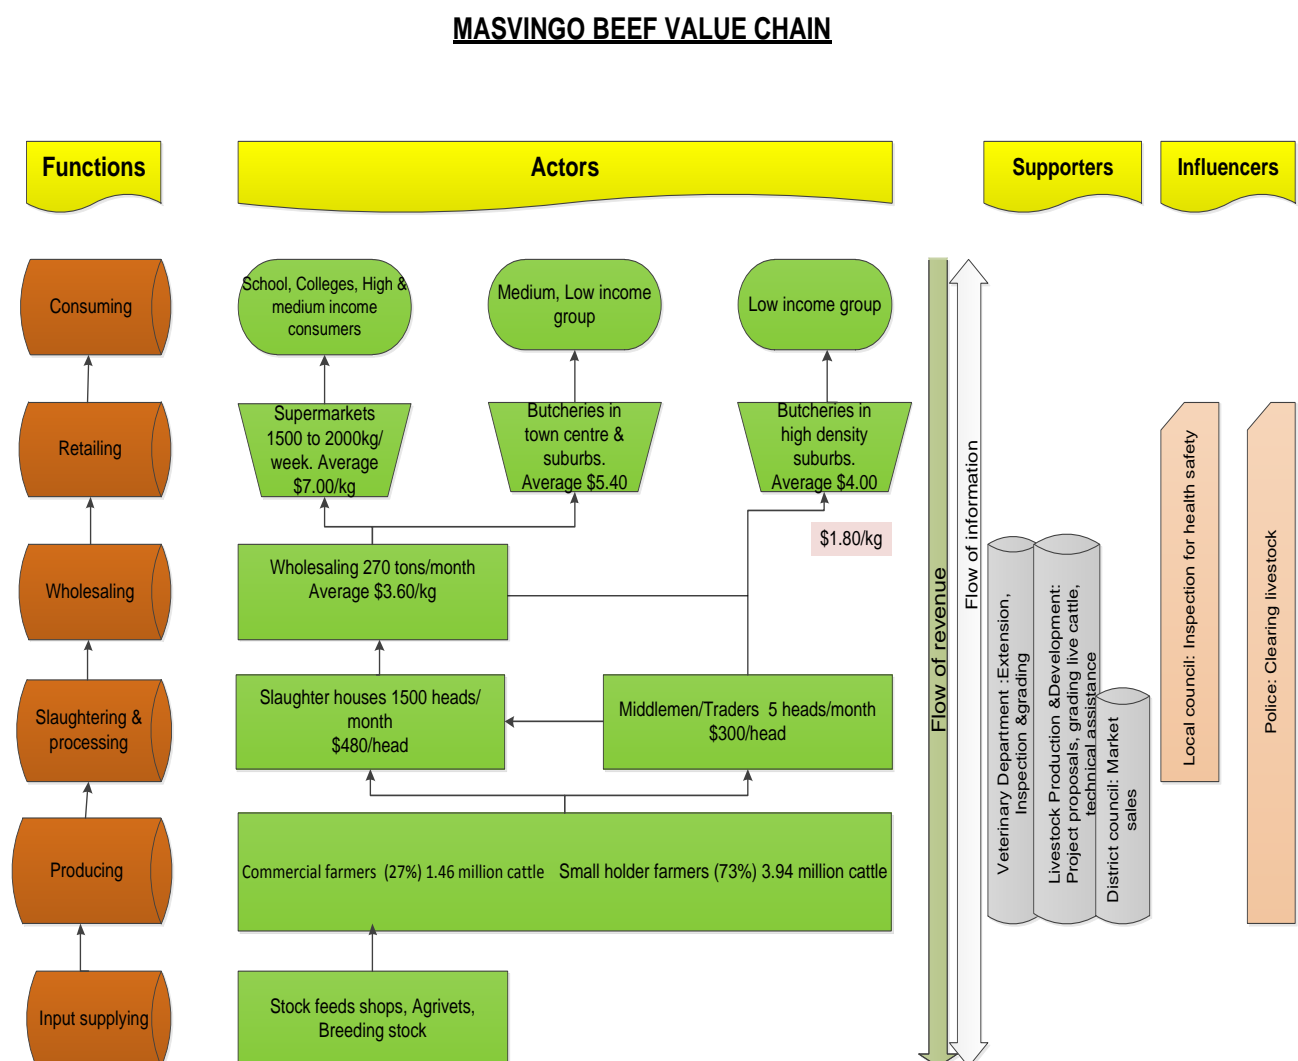 MASVINGO BEEF VALUE CHAIN
Functions
Actors
Supporters
Influencers
Consuming
School, Colleges, High &
medium income
consumers
Medium, Low income
group
Low income group
Retailing
Supermarkets
1500 to 2000kg/
week. Average
$7.00/kg
Butcheries in
town centre &
suburbs.
Average $5.40
Butcheries in
high density
suburbs.
Average $4.00
$1.80/kg
Wholesaling
Wholesaling 270 tons/month
Average $3.60/kg
Slaughtering &
processing
Slaughter houses 1500 heads/
month
$480/head
Middlemen/Traders  5 heads/month
$300/head
Producing
Commercial farmers  (27%) 1.46 million cattle
Small holder farmers (73%) 3.94 million cattle
Input supplying
Stock feeds shops, Agrivets,
Breeding stock
Flow of revenue
Flow of information
Veterinary Department :Extension,
Inspection &grading
Livestock Production &Development:
Project proposals, grading live cattle,
technical assistance
District council: Market
sales
Local council: Inspection for health safety
Police: Clearing livestock